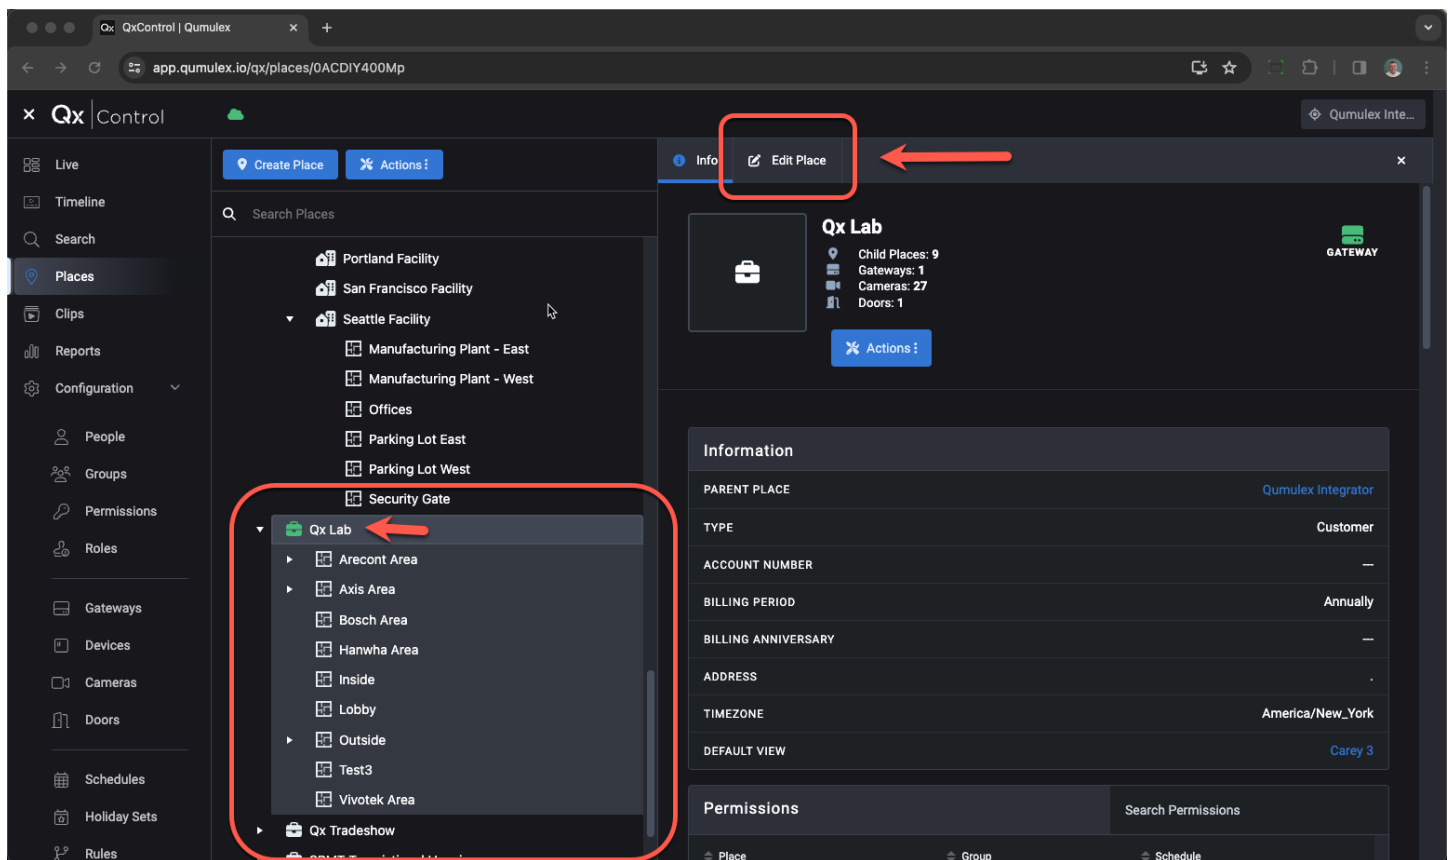 Qx QxControl | Qumulex
app.qumulex.io/qx/places/0ACDIY400Mp
Qx Control
Qumulex Inte...
Live
Timeline
Search
Places
Clips
Reports
Configuration
People
Groups
Permissions
Roles
Gateways
Devices
Cameras
Doors
Schedules
Holiday Sets
Rules
Create Place
Actions
Search Places
Portland Facility
San Francisco Facility
Seattle Facility
Manufacturing Plant - East
Manufacturing Plant - West
Offices
Parking Lot East
Parking Lot West
Security Gate
Qx Lab
Arecont Area
Axis Area
Bosch Area
Hanwha Area
Inside
Lobby
Outside
Test3
Vivotek Area
Qx Tradeshow
Info
Edit Place
Qx Lab
Child Places: 9
Gateways: 1
Cameras: 27
Doors: 1
GATEWAY
Actions
Information
PARENT PLACE Qumulex Integrator
TYPE Customer
ACCOUNT NUMBER —
BILLING PERIOD Annually
BILLING ANNIVERSARY —
ADDRESS .
TIMEZONE America/New_York
DEFAULT VIEW Carey 3
Permissions Search Permissions
Place Group Schedule